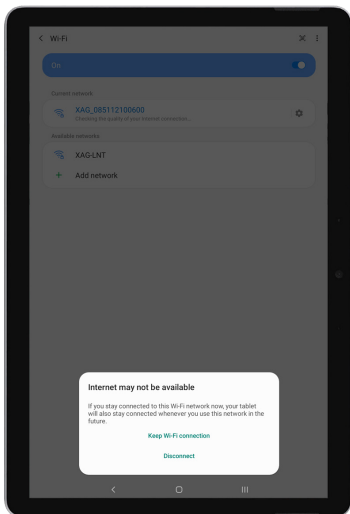 Wi-Fi
On
Current network
XAG_085112100600
Checking the quality of your Internet connection...
Available networks
XAG-LNT
Add network
Internet may not be available
If you stay connected to this Wi-Fi network now, your tablet
will also stay connected whenever you use this network in the
future.
Keep Wi-Fi connection
Disconnect